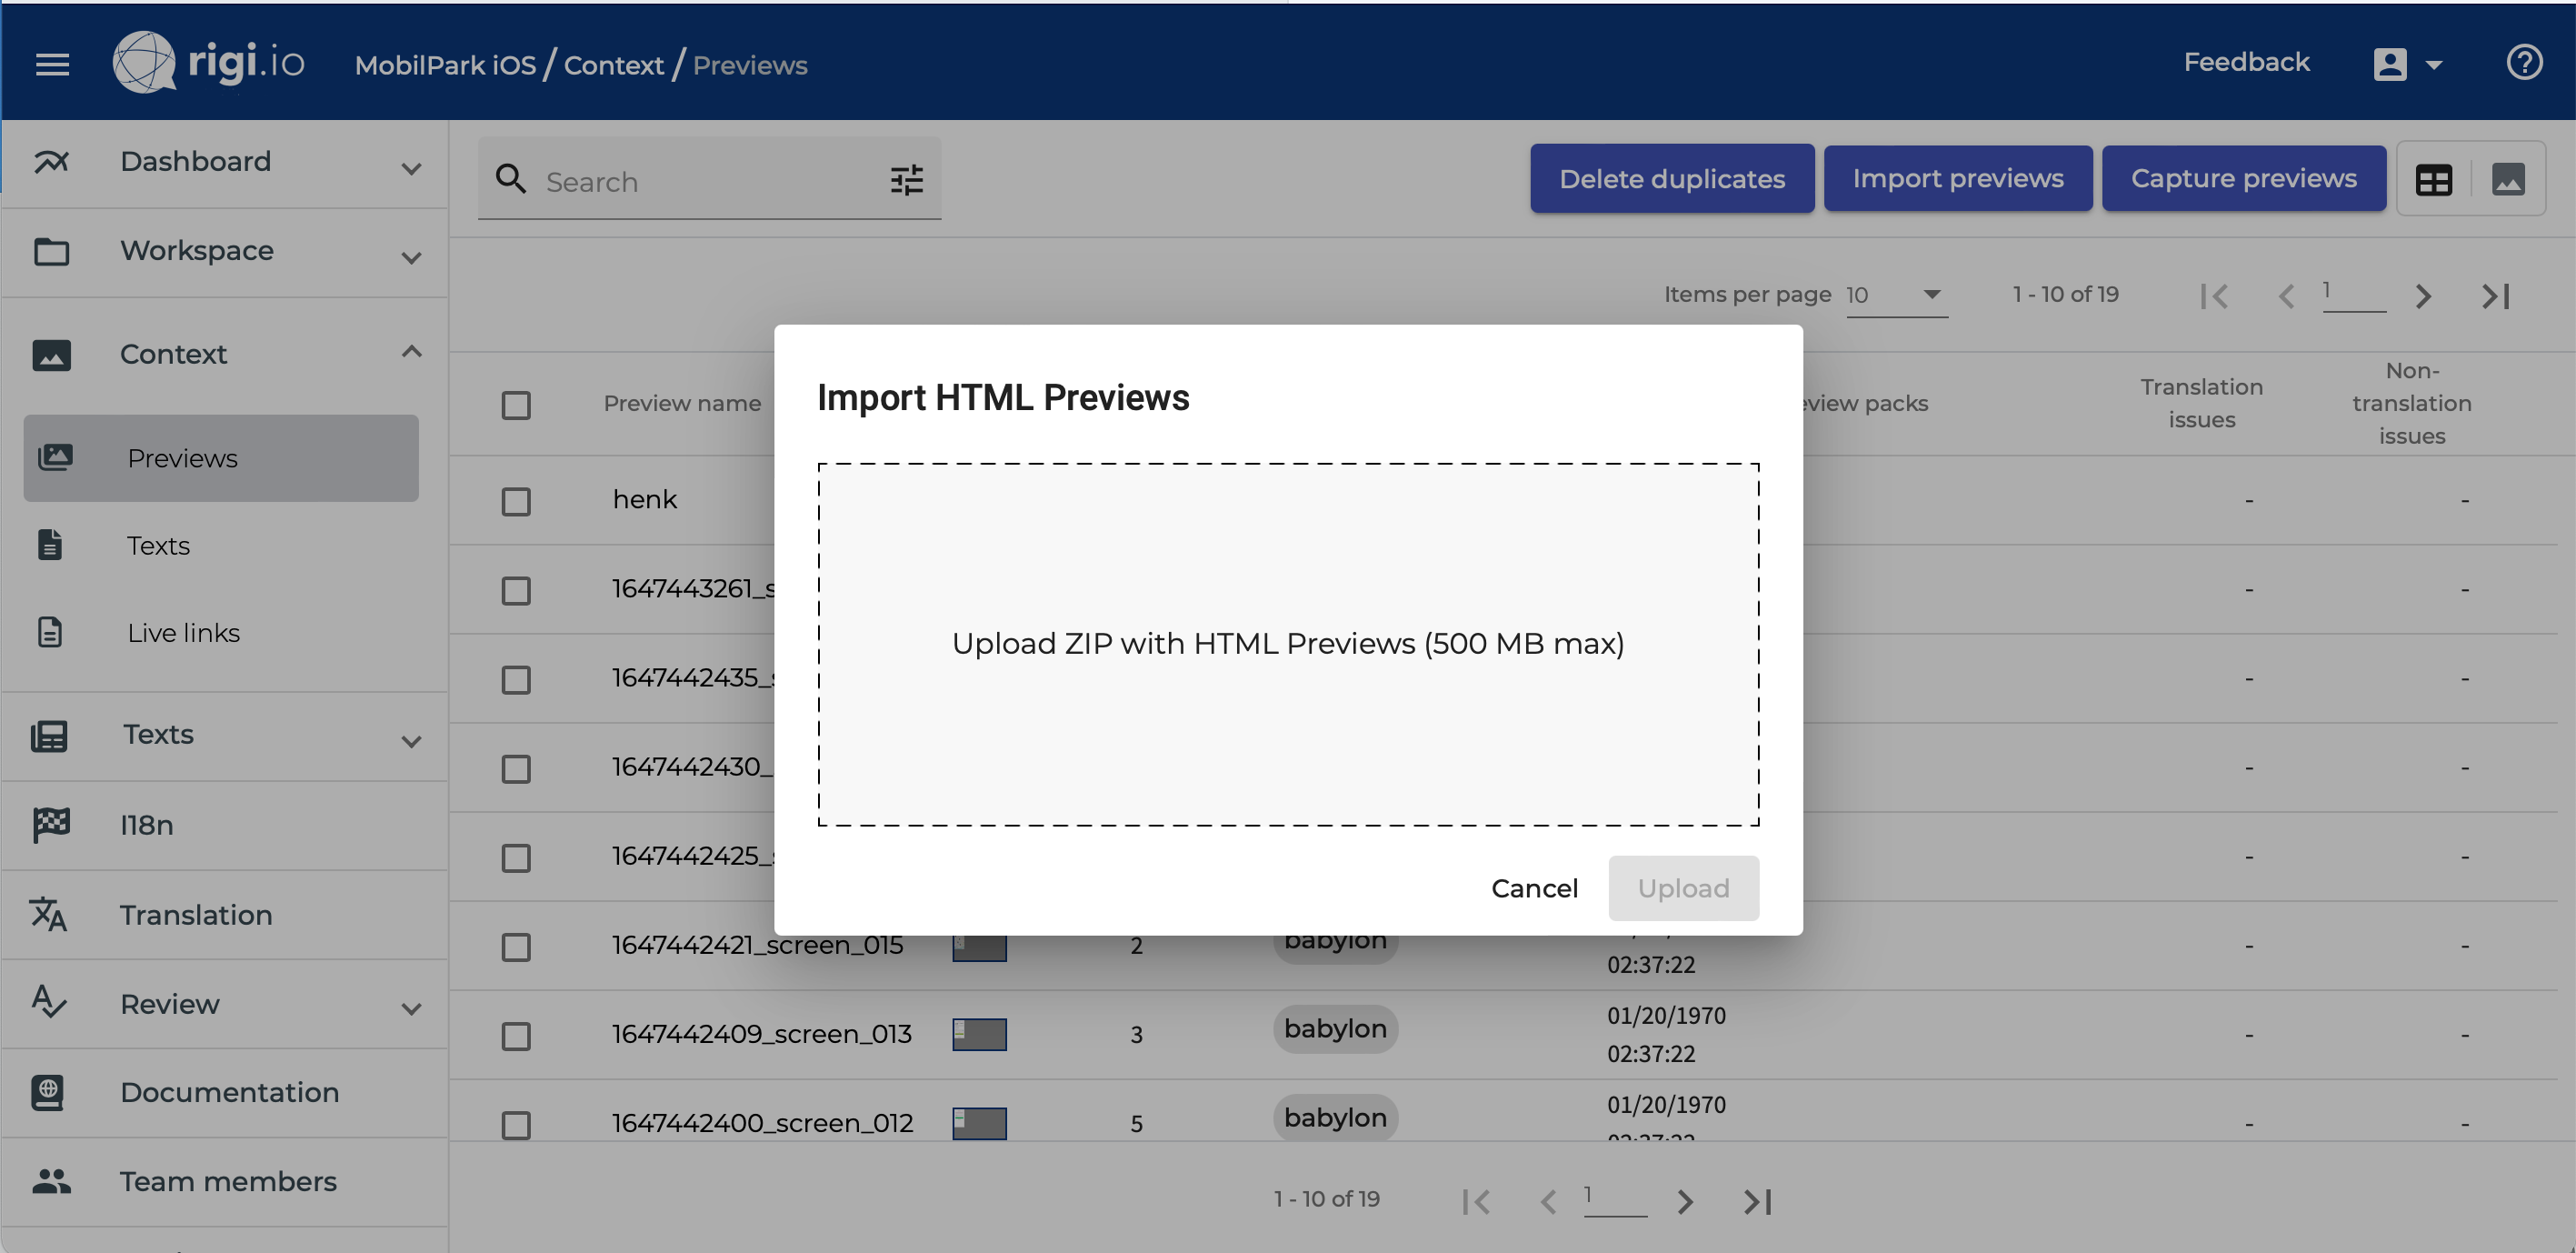 rigi.io MobilPark iOS / Context / Previews Feedback
Dashboard
Workspace
Context
Previews
Texts
Live links
Texts
I18n
Translation
Review
Documentation
Team members
Search
Delete duplicates Import previews Capture previews
Items per page 10 1 - 10 of 19 1
Preview name packs Translation issues Non-translation issues
henk - -
1647443261_ - -
1647442435_ - -
1647442430_ - -
1647442425_ - -
1647442421_screen_015 2 babylon 02:37:22 - -
1647442409_screen_013 3 babylon 01/20/1970 02:37:22 - -
1647442400_screen_012 5 babylon 01/20/1970 - -
1 - 10 of 19 1
Import HTML Previews
Upload ZIP with HTML Previews (500 MB max)
Cancel Upload